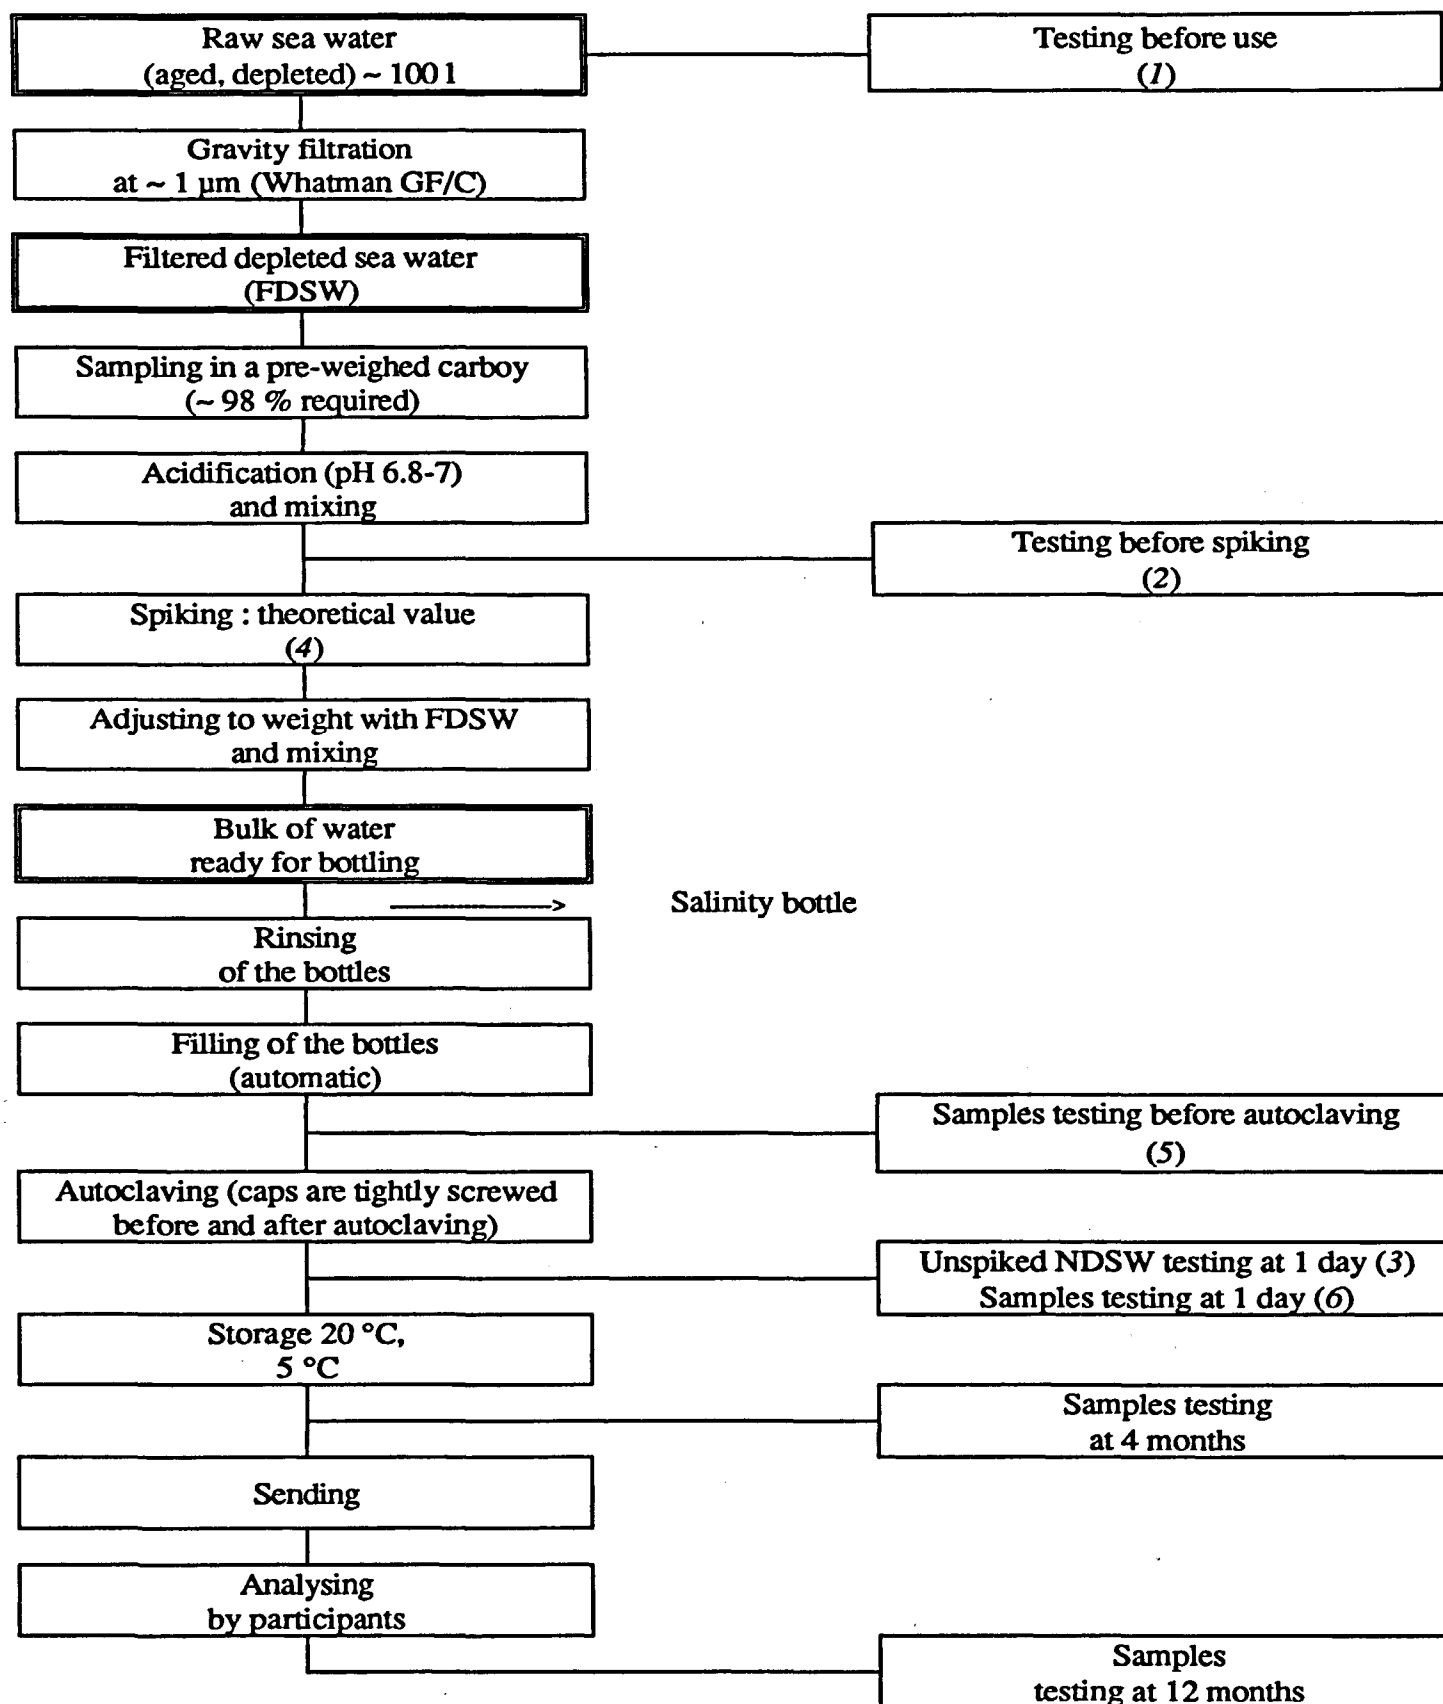 Raw sea water
(aged, depleted) ~ 100 l
Testing before use
(1)
Gravity filtration
at ~ 1 µm (Whatman GF/C)
Filtered depleted sea water
(FDSW)
Sampling in a pre-weighed carboy
(~ 98 % required)
Acidification (pH 6.8-7)
and mixing
Testing before spiking
(2)
Spiking : theoretical value
(4)
Adjusting to weight with FDSW
and mixing
Bulk of water
ready for bottling
Salinity bottle
Rinsing
of the bottles
Filling of the bottles
(automatic)
Samples testing before autoclaving
(5)
Autoclaving (caps are tightly screwed
before and after autoclaving)
Unspiked NDSW testing at 1 day (3)
Samples testing at 1 day (6)
Storage 20 °C,
5 °C
Samples testing
at 4 months
Sending
Analysing
by participants
Samples
testing at 12 months